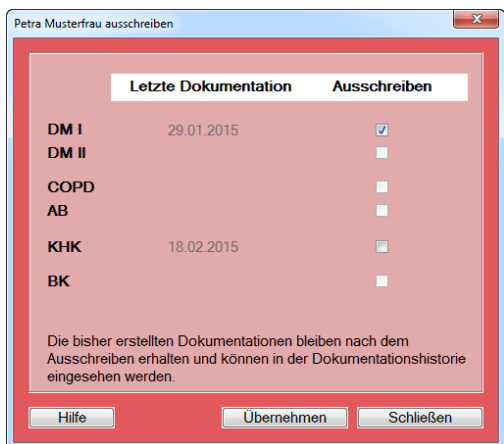 Petra Musterfrau ausschreiben
Letzte Dokumentation Ausschreiben
DM I 29.01.2015
DM II
COPD
AB
KHK 18.02.2015
BK
Die bisher erstellten Dokumentationen bleiben nach dem
Ausschreiben erhalten und können in der Dokumentationshistorie
eingesehen werden.
Hilfe Übernehmen Schließen